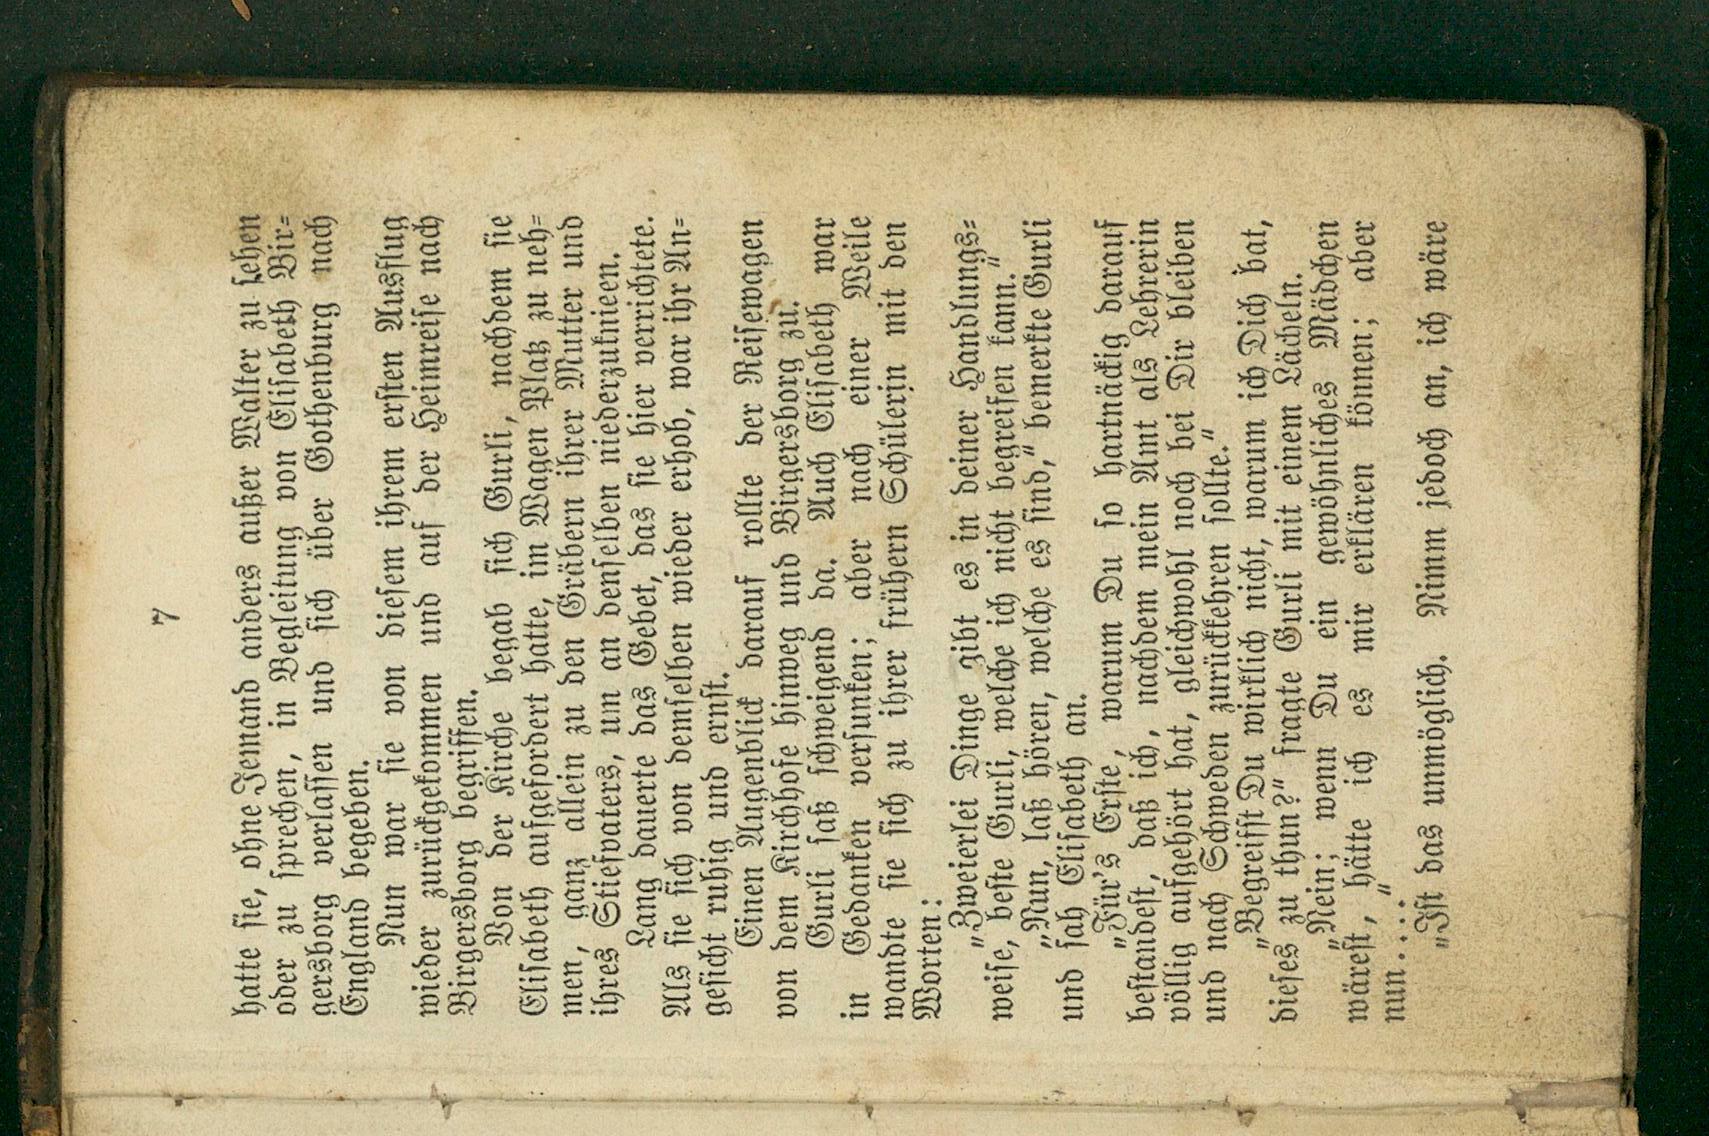 7
hatte sie, ohne Jemand anders außer Walter zu sehen
oder zu sprechen, in Begleitung von Elisabeth Bir-
gersborg verlassen und sich über Gothenburg nach
England begeben.
Nun war sie von diesem ihrem ersten Ausflug
wieder zurückgekommen und auf der Heimreise nach
Birgersborg begriffen.
Von der Kirche begab sich Gurli, nachdem sie
Elisabeth aufgefordert hatte, im Wagen Platz zu neh-
men, ganz allein zu den Gräbern ihrer Mutter und
ihres Stiefvaters, um an denselben niederzuknieen.
Lang dauerte das Gebet, das sie hier verrichtete.
Als sie sich von demselben wieder erhob, war ihr An-
gesicht ruhig und ernst.
Einen Augenblick darauf rollte der Reisewagen
von dem Kirchhofe hinweg und Birgersborg zu.
Gurli saß schweigend da. Auch Elisabeth war
in Gedanken versunken; aber nach einer Weile
wandte sie sich zu ihrer frühern Schülerin mit den
Worten:
„Zweierlei Dinge gibt es in deiner Handlungs-
weise, beste Gurli, welche ich nicht begreifen kann.“
„Nun, laß hören, welche es sind,“ bemerkte Gurli
und sah Elisabeth an.
„Für's Erste, warum Du so hartnäckig darauf
bestandest, daß ich, nachdem mein Amt als Lehrerin
völlig aufgehört hat, gleichwohl noch bei Dir bleiben
und nach Schweden zurückkehren sollte.“
„Begreifst Du wirklich nicht, warum ich Dich bat,
dieses zu thun?“ fragte Gurli mit einem Lächeln.
„Nein; wenn Du ein gewöhnliches Mädchen
wärest, hätte ich es mir erklären können; aber
nun . . . .“
„Ist das unmöglich. Nimm jedoch an, ich wäre